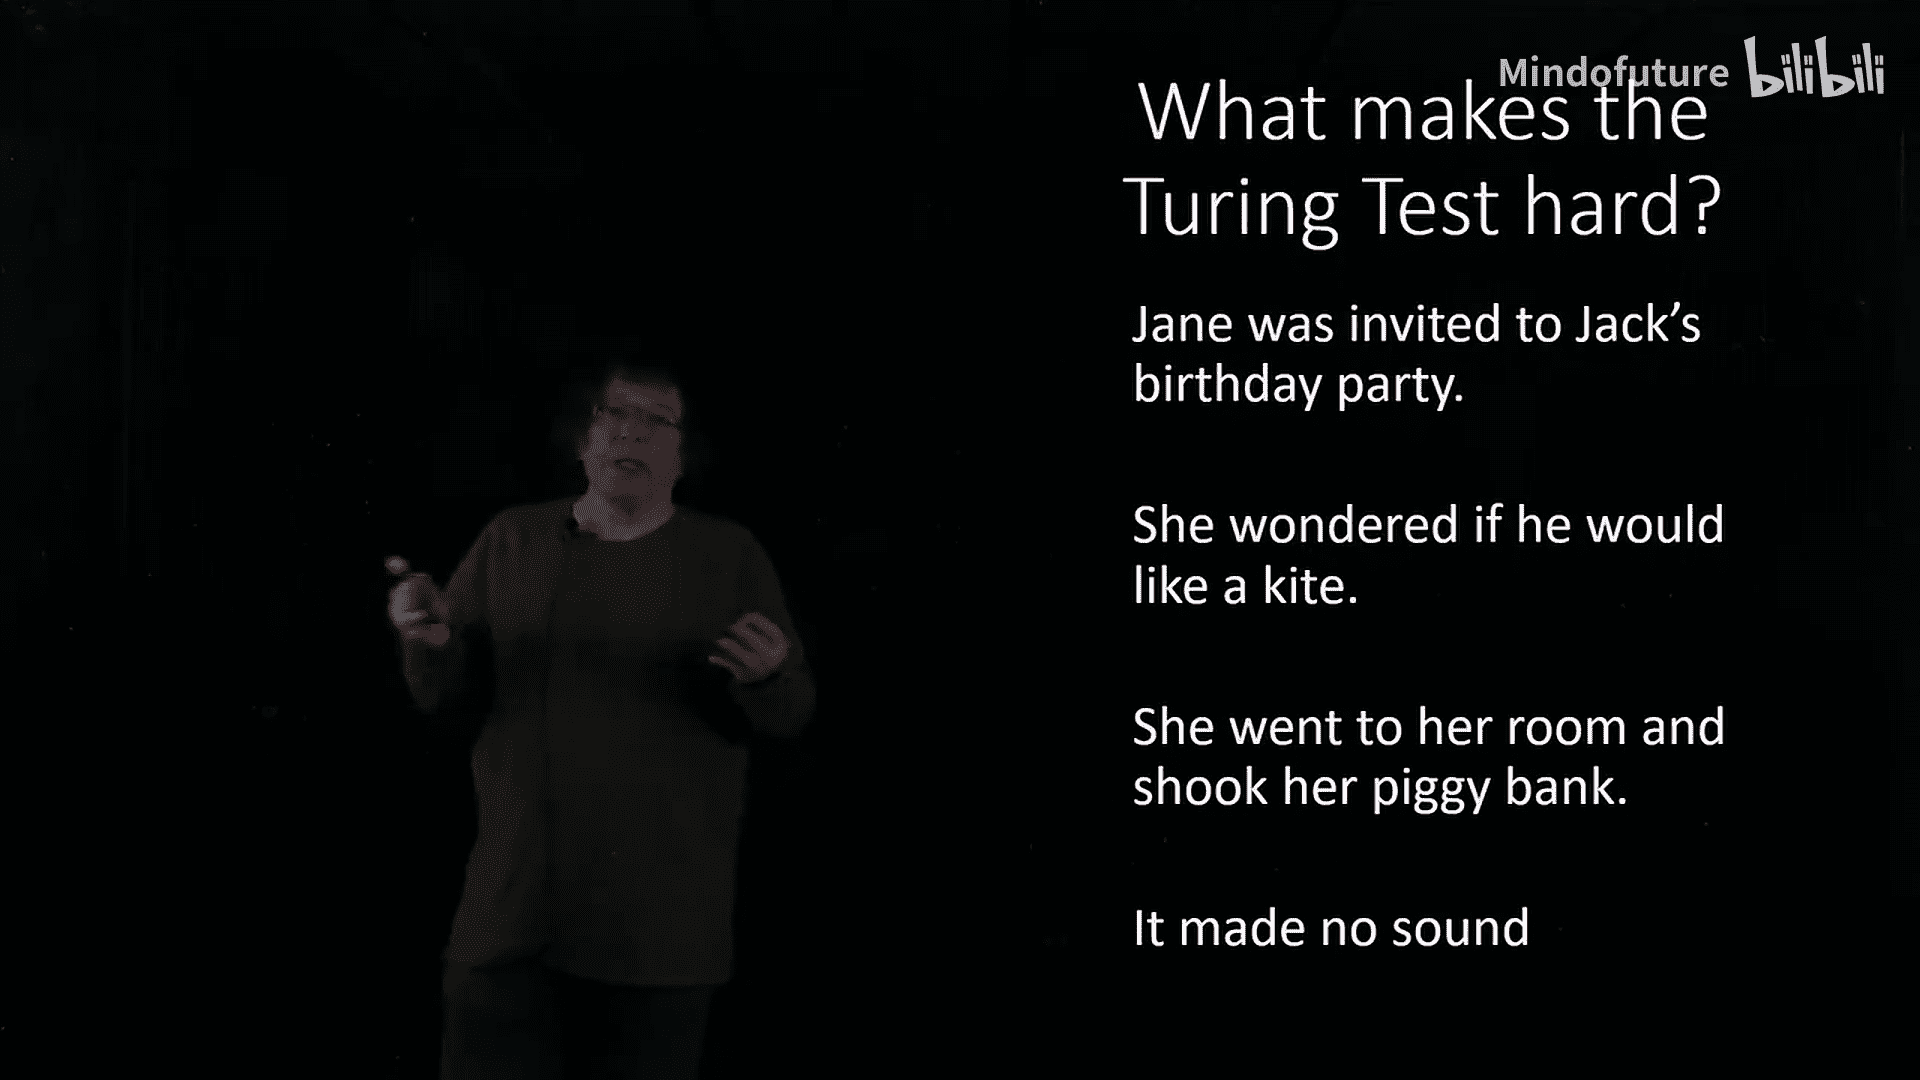 Mindofuture bilibili
What makes the
Turing Test hard?
Jane was invited to Jack’s
birthday party.
She wondered if he would
like a kite.
She went to her room and
shook her piggy bank.
It made no sound